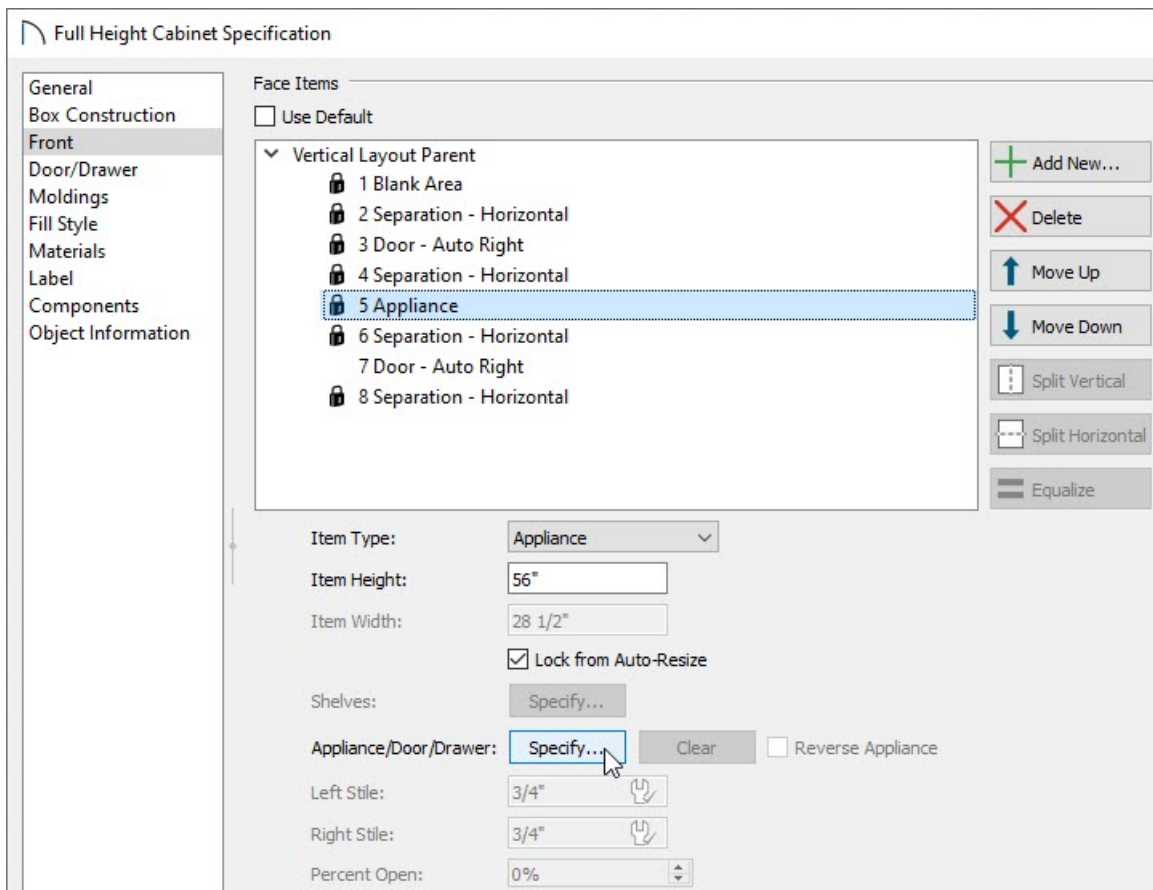 Full Height Cabinet Specification
General
Box Construction
Front
Door/Drawer
Moldings
Fill Style
Materials
Label
Components
Object Information
Face Items
Use Default
Vertical Layout Parent
1 Blank Area
2 Separation - Horizontal
3 Door - Auto Right
4 Separation - Horizontal
5 Appliance
6 Separation - Horizontal
7 Door - Auto Right
8 Separation - Horizontal
Add New...
Delete
Move Up
Move Down
Split Vertical
Split Horizontal
Equalize
Item Type: Appliance
Item Height: 56"
Item Width: 28 1/2"
Lock from Auto-Resize
Shelves: Specify...
Appliance/Door/Drawer: Specify... Clear Reverse Appliance
Left Stile: 3/4"
Right Stile: 3/4"
Percent Open: 0%